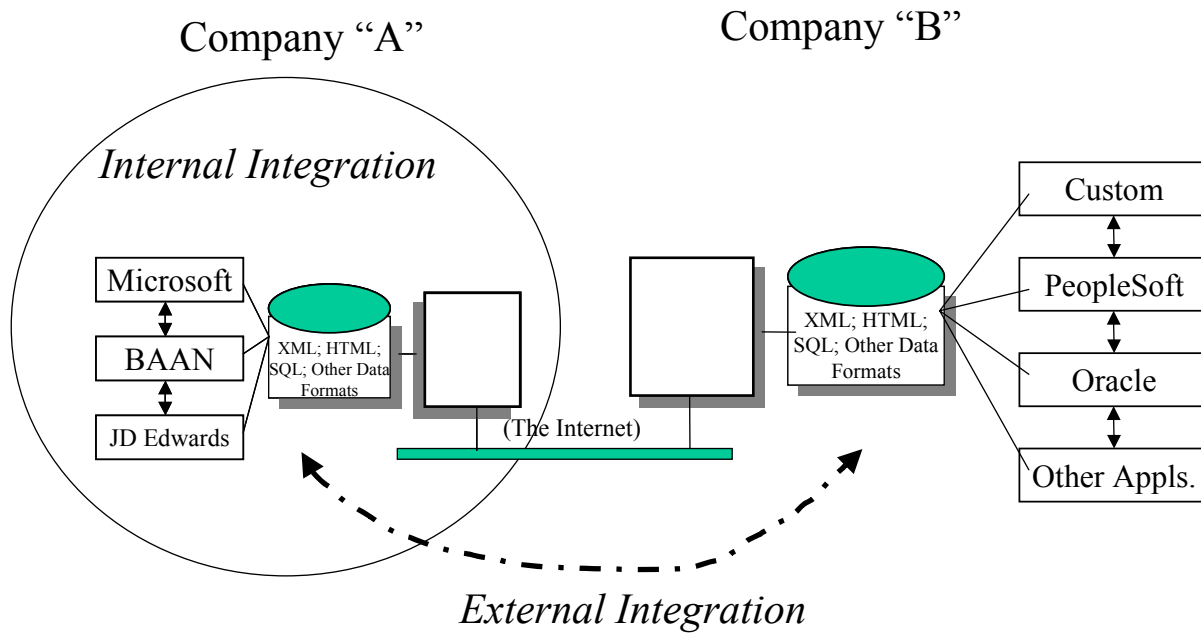 Company “A”
Company “B”
Internal Integration
Microsoft
BAAN
JD Edwards
XML; HTML;
SQL; Other Data
Formats
(The Internet)
XML; HTML;
SQL; Other Data
Formats
Custom
PeopleSoft
Oracle
Other Appls.
External Integration